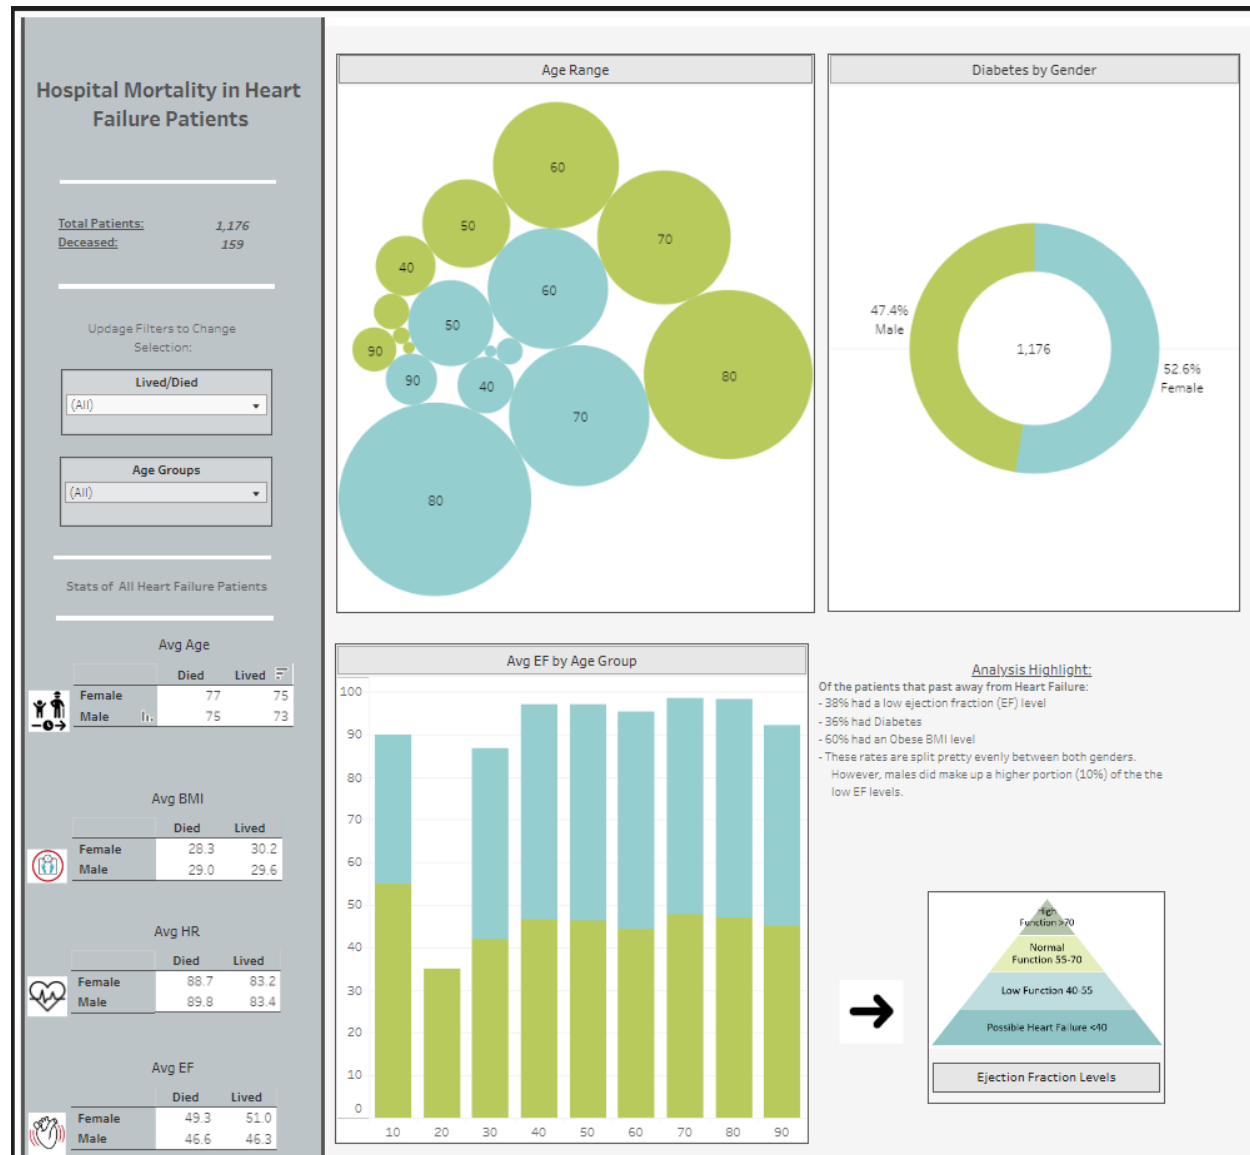 Hospital Mortality in Heart
Failure Patients
Total Patients: 1,176
Deceased: 159
Updage Filters to Change
Selection:
Lived/Died
(All)
Age Groups
(All)
Stats of All Heart Failure Patients
Avg Age
Died Lived
Female 77 75
Male 75 73
Avg BMI
Died Lived
Female 28.3 30.2
Male 29.0 29.6
Avg HR
Died Lived
Female 88.7 83.2
Male 89.8 83.4
Avg EF
Died Lived
Female 49.3 51.0
Male 46.6 46.3
Age Range
60
70
50
40
60
50
90
90
40
70
80
80
Diabetes by Gender
47.4%
Male
1,176
52.6%
Female
Avg EF by Age Group
100
90
80
70
60
50
40
30
20
10
0
10 20 30 40 50 60 70 80 90
Analysis Highlight:
Of the patients that past away from Heart Failure:
- 38% had a low ejection fraction (EF) level
- 36% had Diabetes
- 60% had an Obese BMI level
- These rates are split pretty evenly between both genders.
However, males did make up a higher portion (10%) of the the
low EF levels.
High
Function >70
Normal
Function 55-70
Low Function 40-55
Possible Heart Failure <40
Ejection Fraction Levels